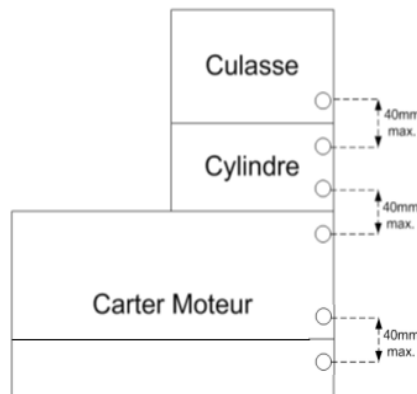 Culasse
40mm
max.
Cylindre
40mm
max.
Carter Moteur
40mm
max.